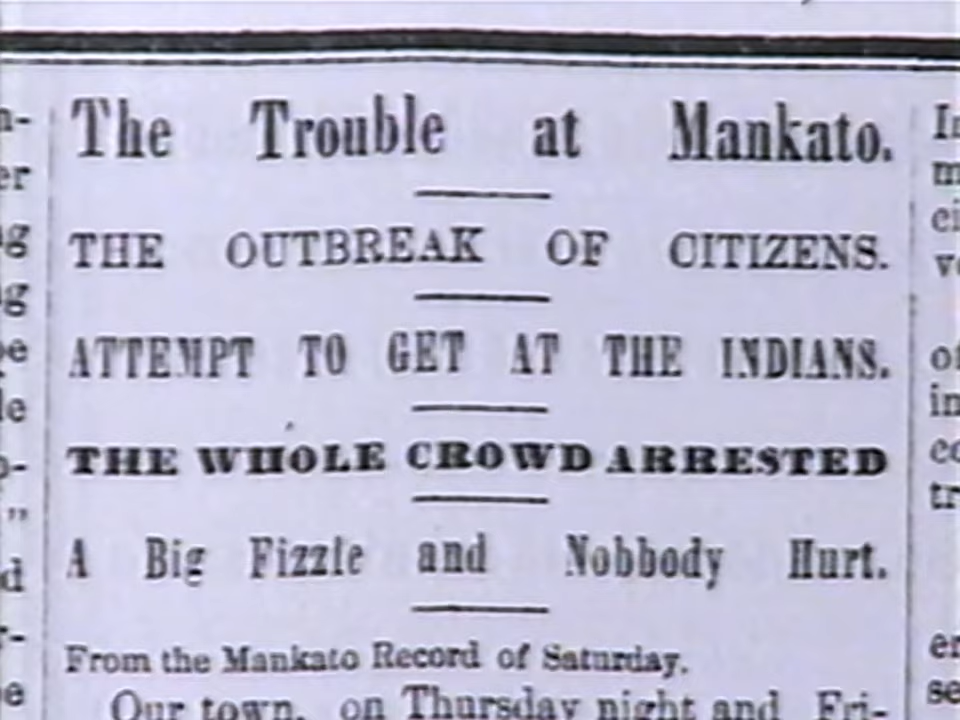 The Trouble at Mankato.
THE OUTBREAK OF CITIZENS.
ATTEMPT TO GET AT THE INDIANS.
THE WHOLE CROWD ARRESTED
A Big Fizzle and Nobbody Hurt.
From the Mankato Record of Saturday.
Our town, on Thursday night and Fri-